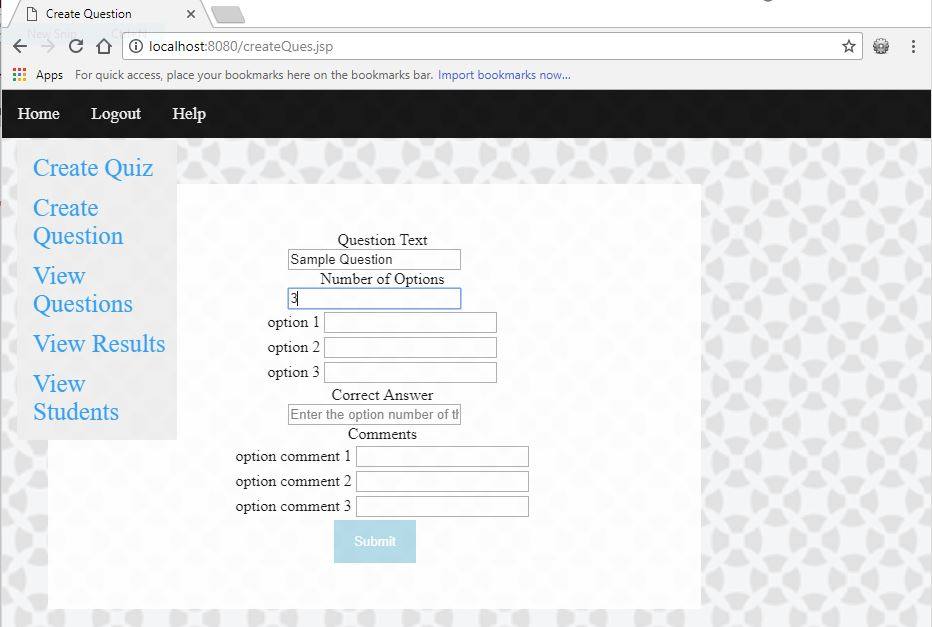 Create Question
New Snip Ctrl+N
localhost:8080/createQues.jsp
Apps For quick access, place your bookmarks here on the bookmarks bar. Import bookmarks now...
Home Logout Help
Create Quiz
Create
Question
View
Questions
View Results
View
Students
Question Text
Sample Question
Number of Options
3
option 1
option 2
option 3
Correct Answer
Enter the option number of th
Comments
option comment 1
option comment 2
option comment 3
Submit